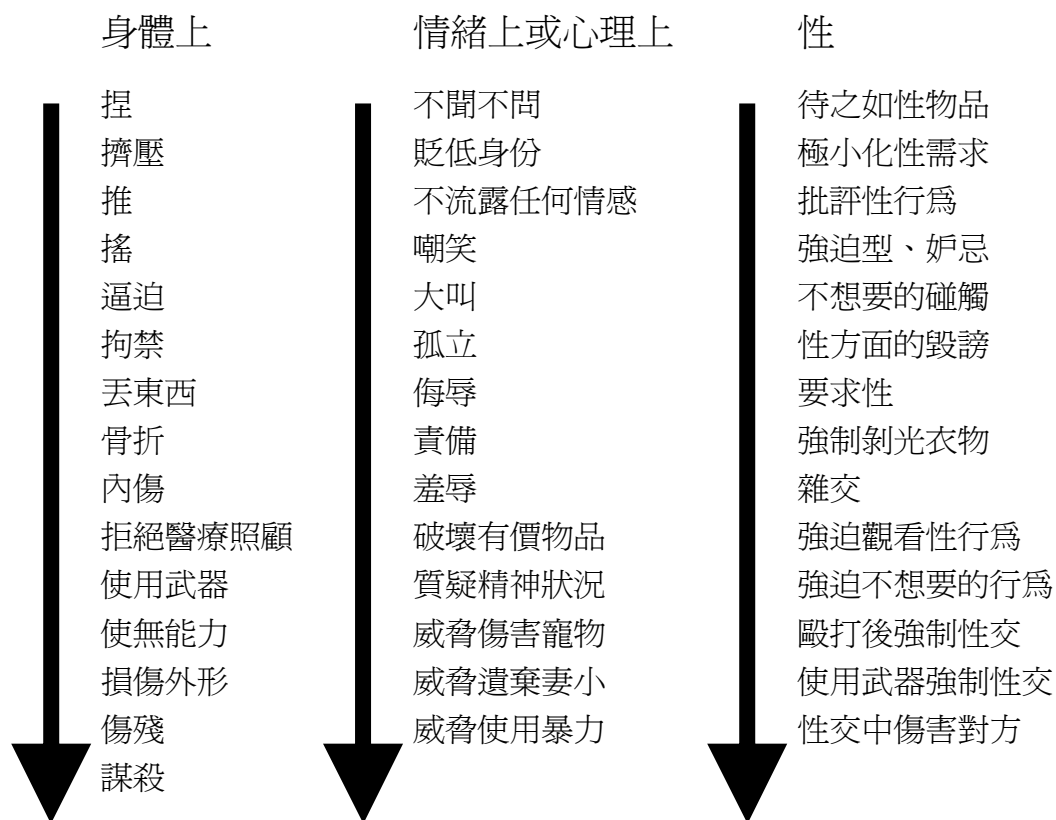 身體上
捏
擠壓
推
搖
逼迫
拘禁
丟東西
骨折
內傷
拒絕醫療照顧
使用武器
使無能力
損傷外形
傷殘
謀殺
情緒上或心理上
不聞不問
貶低身份
不流露任何情感
嘲笑
大叫
孤立
侮辱
責備
羞辱
破壞有價物品
質疑精神狀況
威脅傷害寵物
威脅遺棄妻小
威脅使用暴力
性
待之如性物品
極小化性需求
批評性行爲
強迫型、妒忌
不想要的碰觸
性方面的毀謗
要求性
強制剝光衣物
雜交
強迫觀看性行爲
強迫不想要的行爲
毆打後強制性交
使用武器強制性交
性交中傷害對方